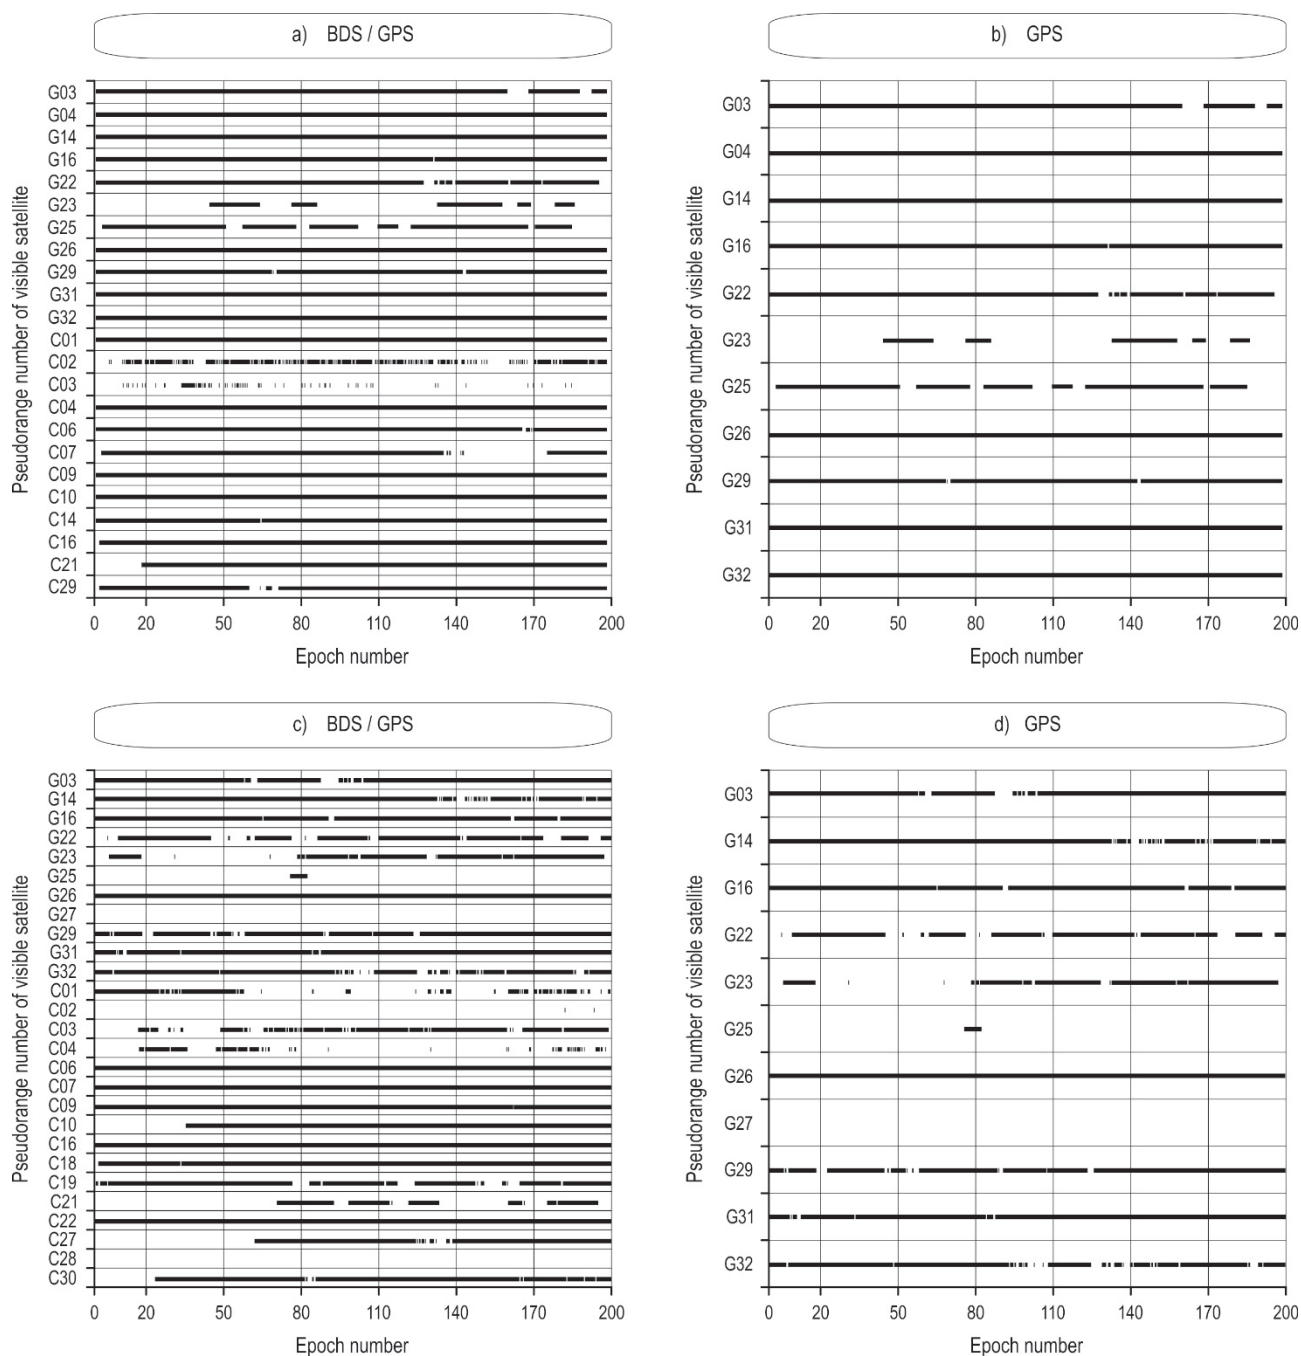 a) BDS / GPS
Pseudorange number of visible satellite
G03
G04
G14
G16
G22
G23
G25
G26
G29
G31
G32
C01
C02
C03
C04
C06
C07
C09
C10
C14
C16
C21
C29
0 20 50 80 110 140 170 200
Epoch number
b) GPS
Pseudorange number of visible satellite
G03
G04
G14
G16
G22
G23
G25
G26
G29
G31
G32
0 20 50 80 110 140 170 200
Epoch number
c) BDS / GPS
Pseudorange number of visible satellite
G03
G14
G16
G22
G23
G25
G26
G27
G29
G31
G32
C01
C02
C03
C04
C06
C07
C09
C10
C16
C18
C19
C21
C22
C27
C28
C30
0 20 50 80 110 140 170 200
Epoch number
d) GPS
Pseudorange number of visible satellite
G03
G14
G16
G22
G23
G25
G26
G27
G29
G31
G32
0 20 50 80 110 140 170 200
Epoch number